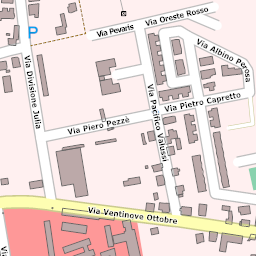 Via Oreste Rosso
Via Pevaris
Via Albino Perosa
P
Via Divisione Julia
Via Pacifico Valussi
Via Pietro Capretto
Via Piero Pezzè
Via Ventinove Ottobre